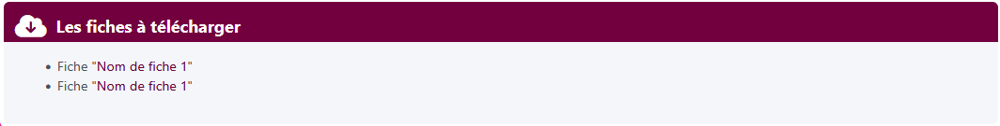 Les fiches à télécharger
• Fiche "Nom de fiche 1"
• Fiche "Nom de fiche 1"